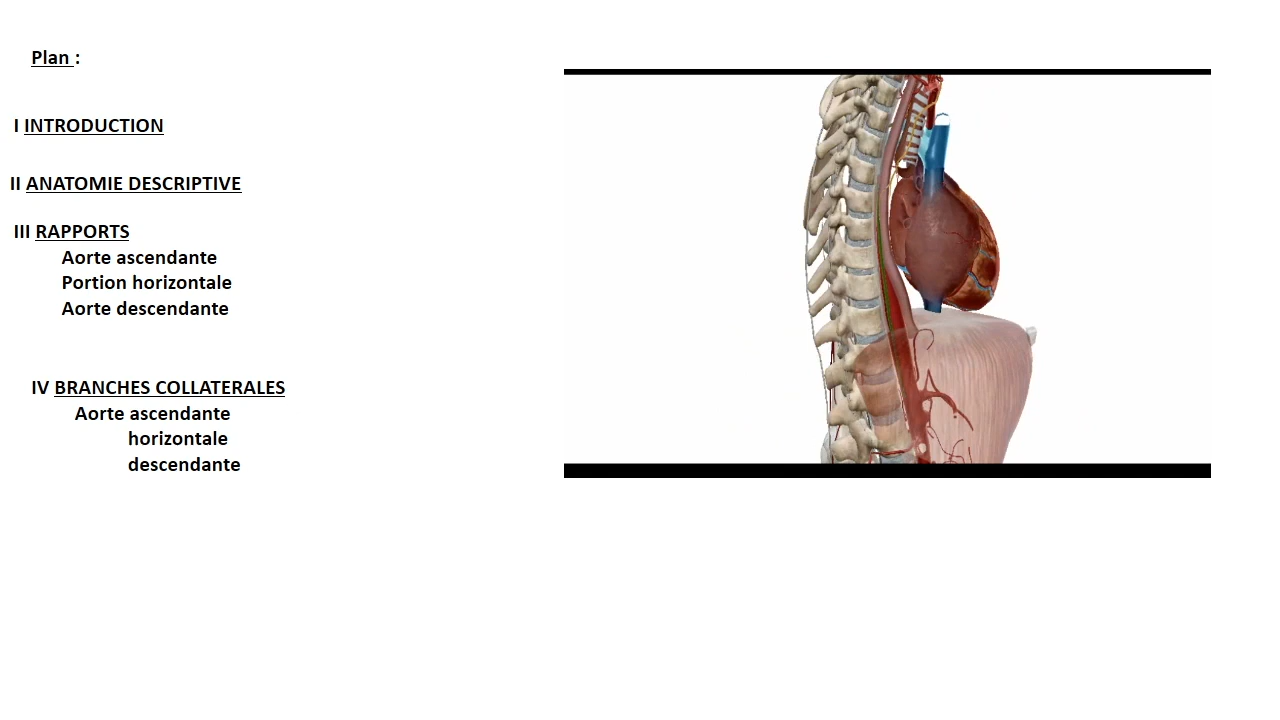 Plan :
I INTRODUCTION
II ANATOMIE DESCRIPTIVE
III RAPPORTS
Aorte ascendante
Portion horizontale
Aorte descendante
IV BRANCHES COLLATERALES
Aorte ascendante
horizontale
descendante